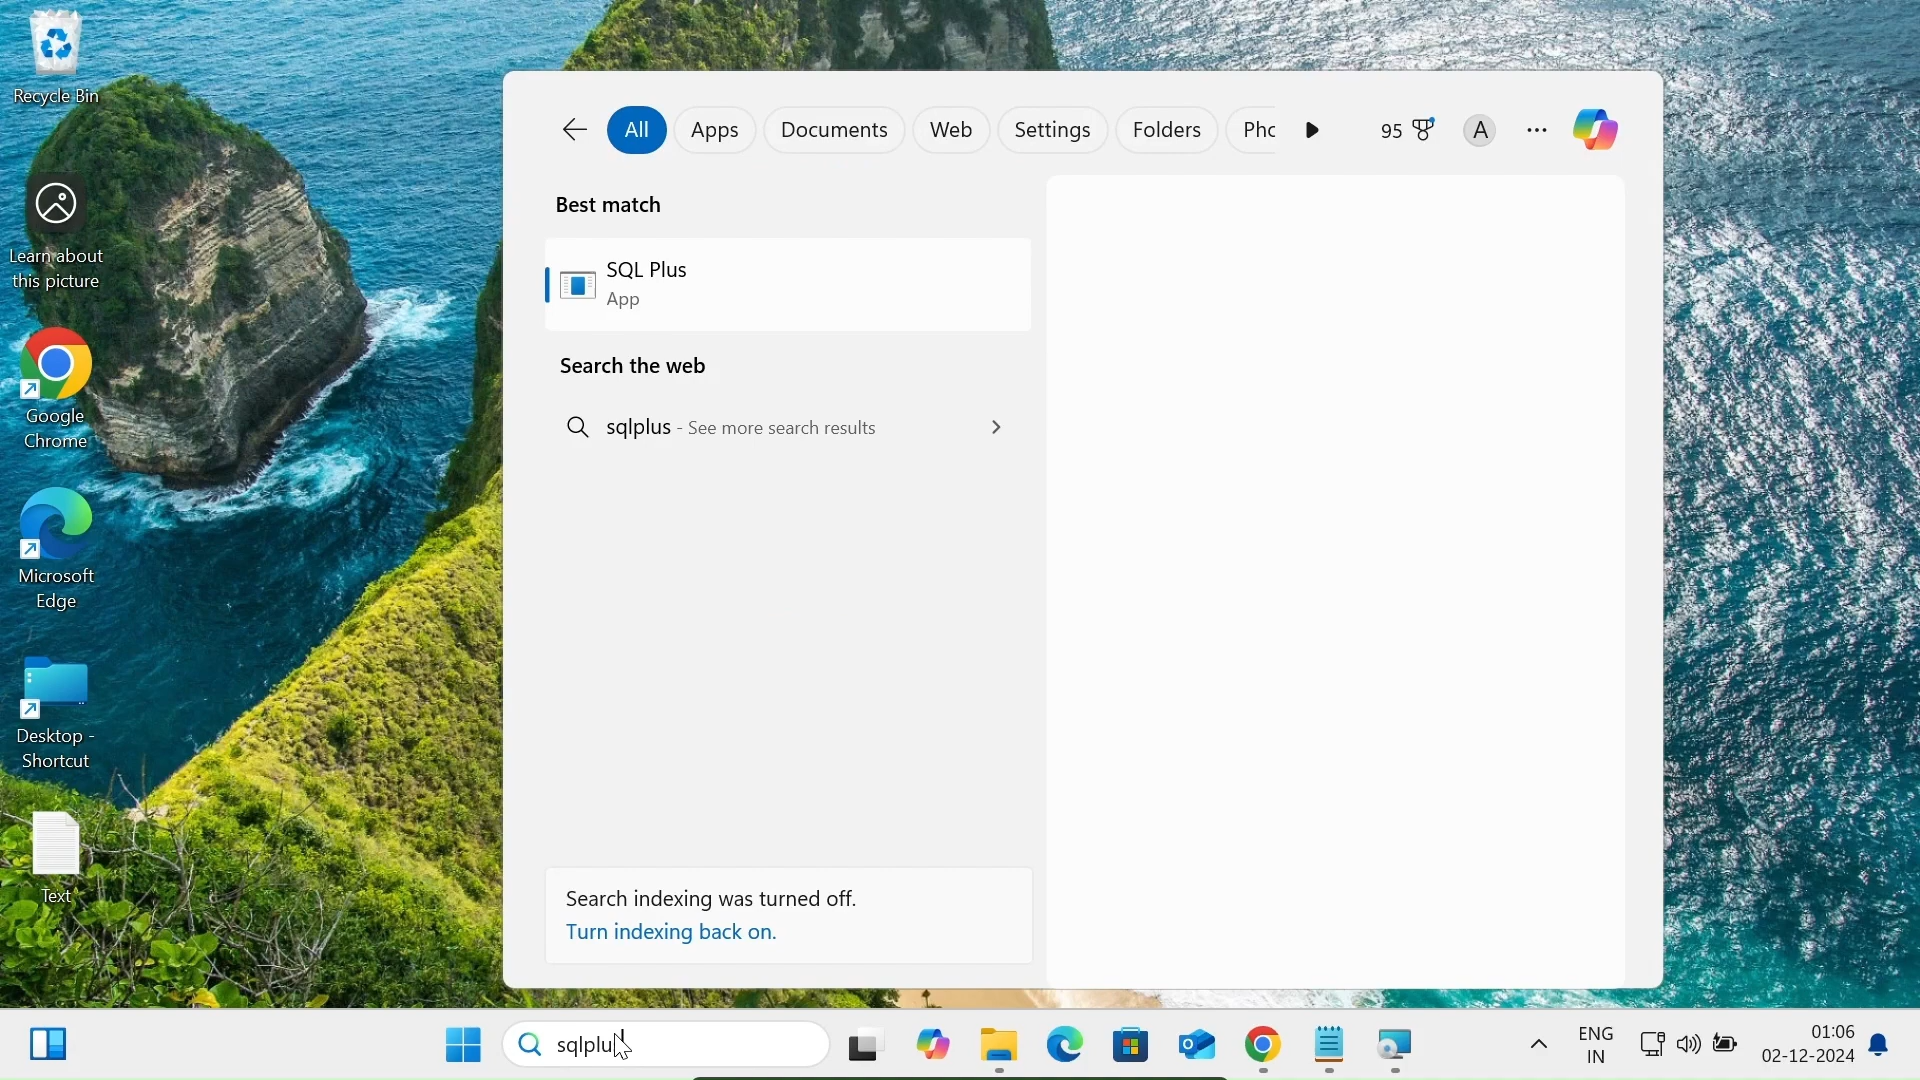 Recycle Bin
Learn about
this picture
Google
Chrome
Microsoft
Edge
Desktop -
Shortcut
Text
All
Apps
Documents
Web
Settings
Folders
Pho
95
A
Best match
SQL Plus
App
Search the web
sqlplus - See more search results
Search indexing was turned off.
Turn indexing back on.
sqlplu
ENG
IN
01:06
02-12-2024